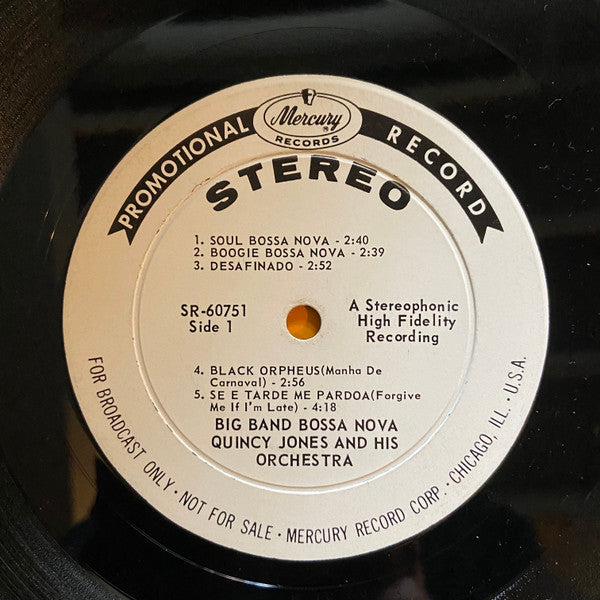 PROMOTIONAL RECORD
Mercury
RECORDS
STEREO
1. SOUL BOSSA NOVA - 2:40
2. BOOGIE BOSSA NOVA - 2:39
3. DESAFINADO - 2:52
SR-60751
Side 1
A Stereophonic
High Fidelity
Recording
4. BLACK ORPHEUS(Manha De
Carnaval) - 2:56
5. SE E TARDE ME PARDOA(Forgive
Me If I'm Late) - 4:18
BIG BAND BOSSA NOVA
QUINCY JONES AND HIS
ORCHESTRA
FOR BROADCAST ONLY · NOT FOR SALE · MERCURY RECORD CORP. · CHICAGO, ILL. · U.S.A.